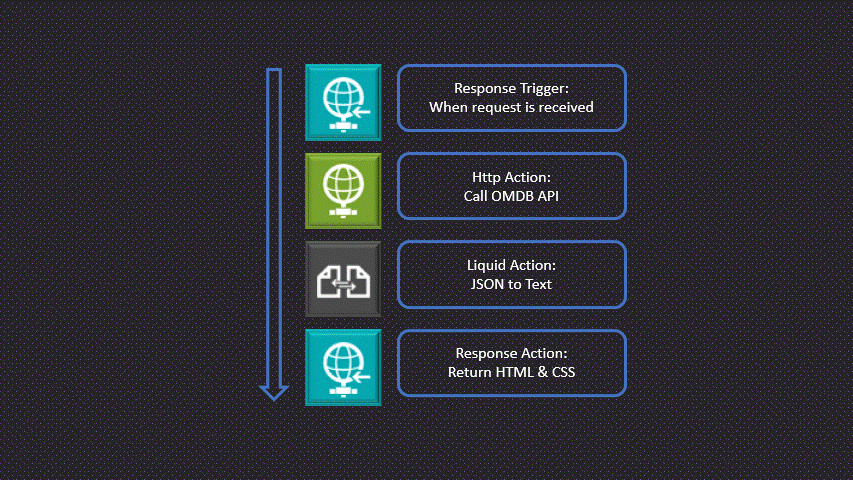 Response Trigger:
When request is received
Http Action:
Call OMDB API
Liquid Action:
JSON to Text
Response Action:
Return HTML & CSS